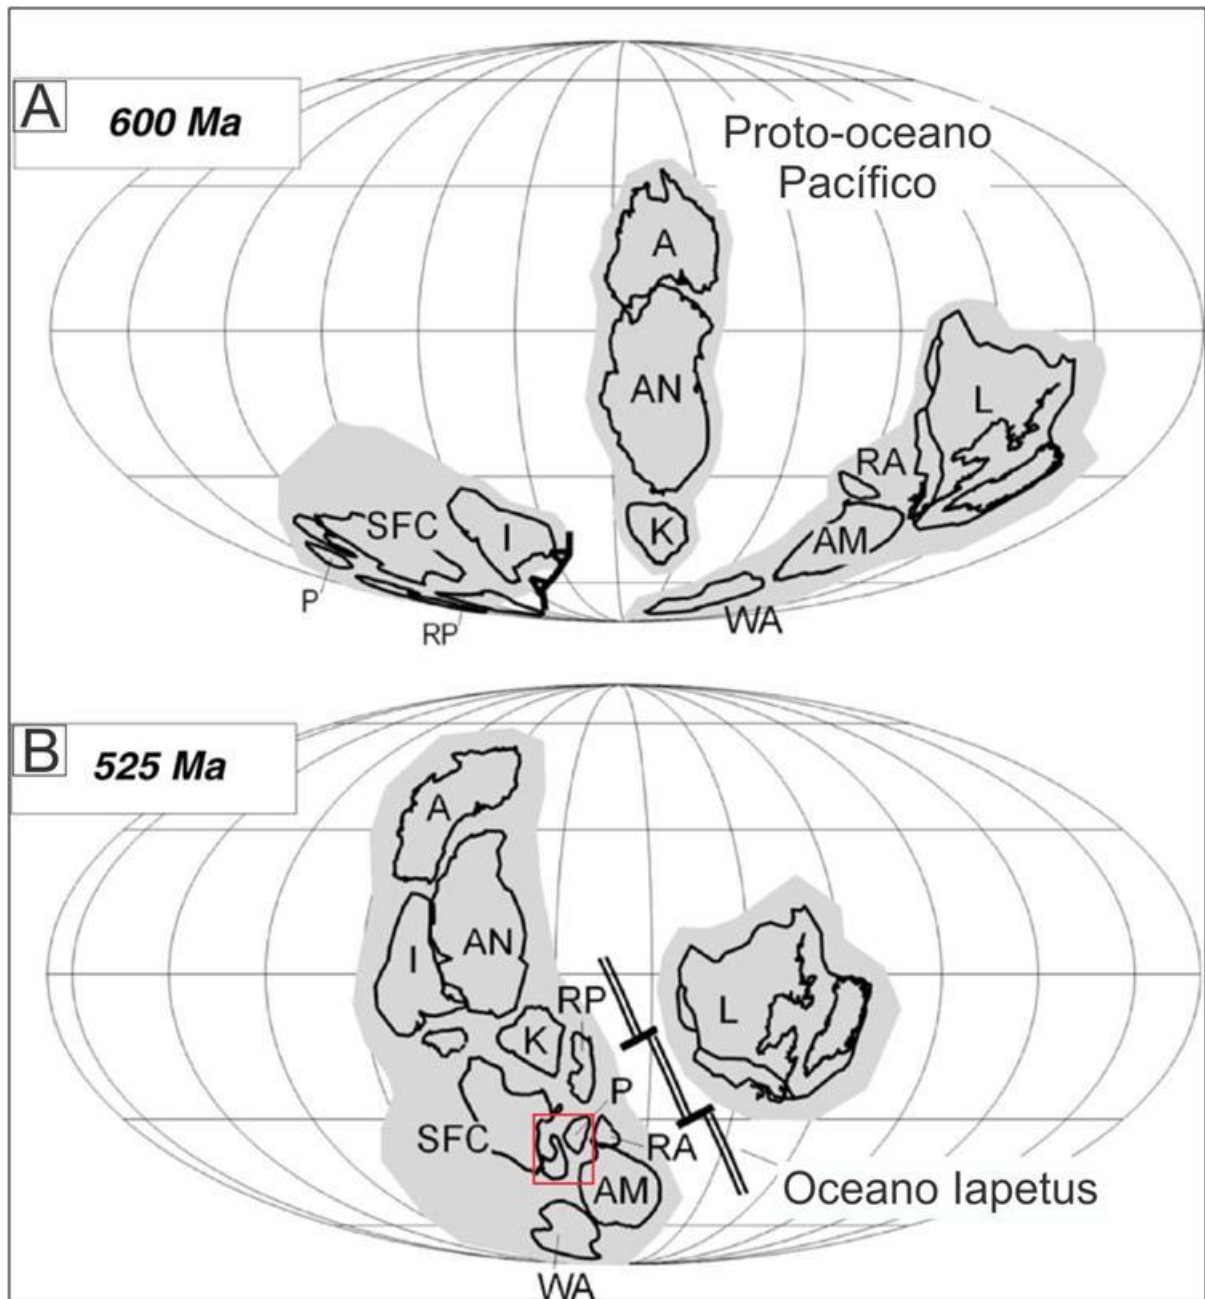 A
600 Ma
Proto-oceano
Pacífico
A
AN
L
RA
SFC
I
K
AM
P
RP
WA
B
525 Ma
A
AN
I
RP
L
K
P
SFC
RA
AM
Oceano Iapetus
WA